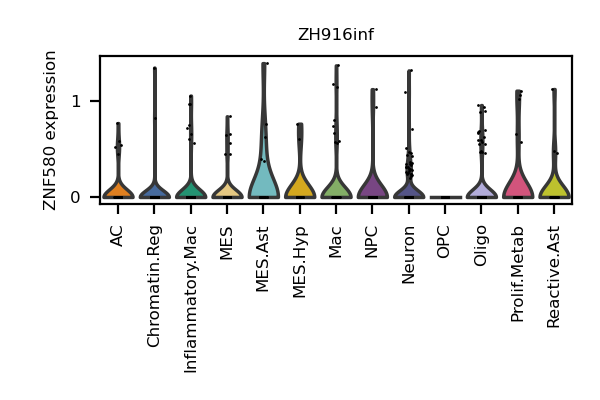 ZH916inf
ZNF580 expression
1
0
AC
Chromatin.Reg
Inflammatory.Mac
MES
MES.Ast
MES.Hyp
Mac
NPC
Neuron
OPC
Oligo
Prolif.Metab
Reactive.Ast